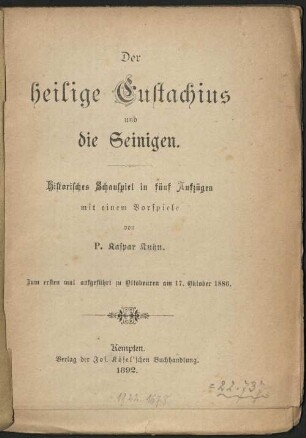 Der
heilige Eustachius
und
die Seinigen.
Historisches Schauspiel in fünf Aufzügen
mit einem Vorspiele
von
P. Kaspar Kuhn.
Zum ersten mal aufgeführt zu Ottobeuren am 17. Oktober 1886.
Kempten.
Verlag der Jos. Kösel'schen Buchhandlung.
1892.